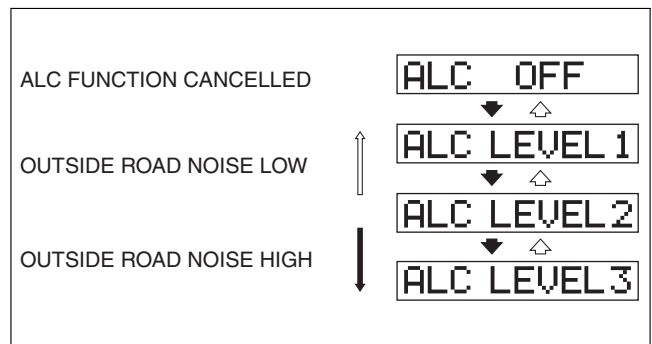 ALC FUNCTION CANCELLED
ALC OFF
OUTSIDE ROAD NOISE LOW
ALC LEVEL 1
ALC LEVEL 2
OUTSIDE ROAD NOISE HIGH
ALC LEVEL 3